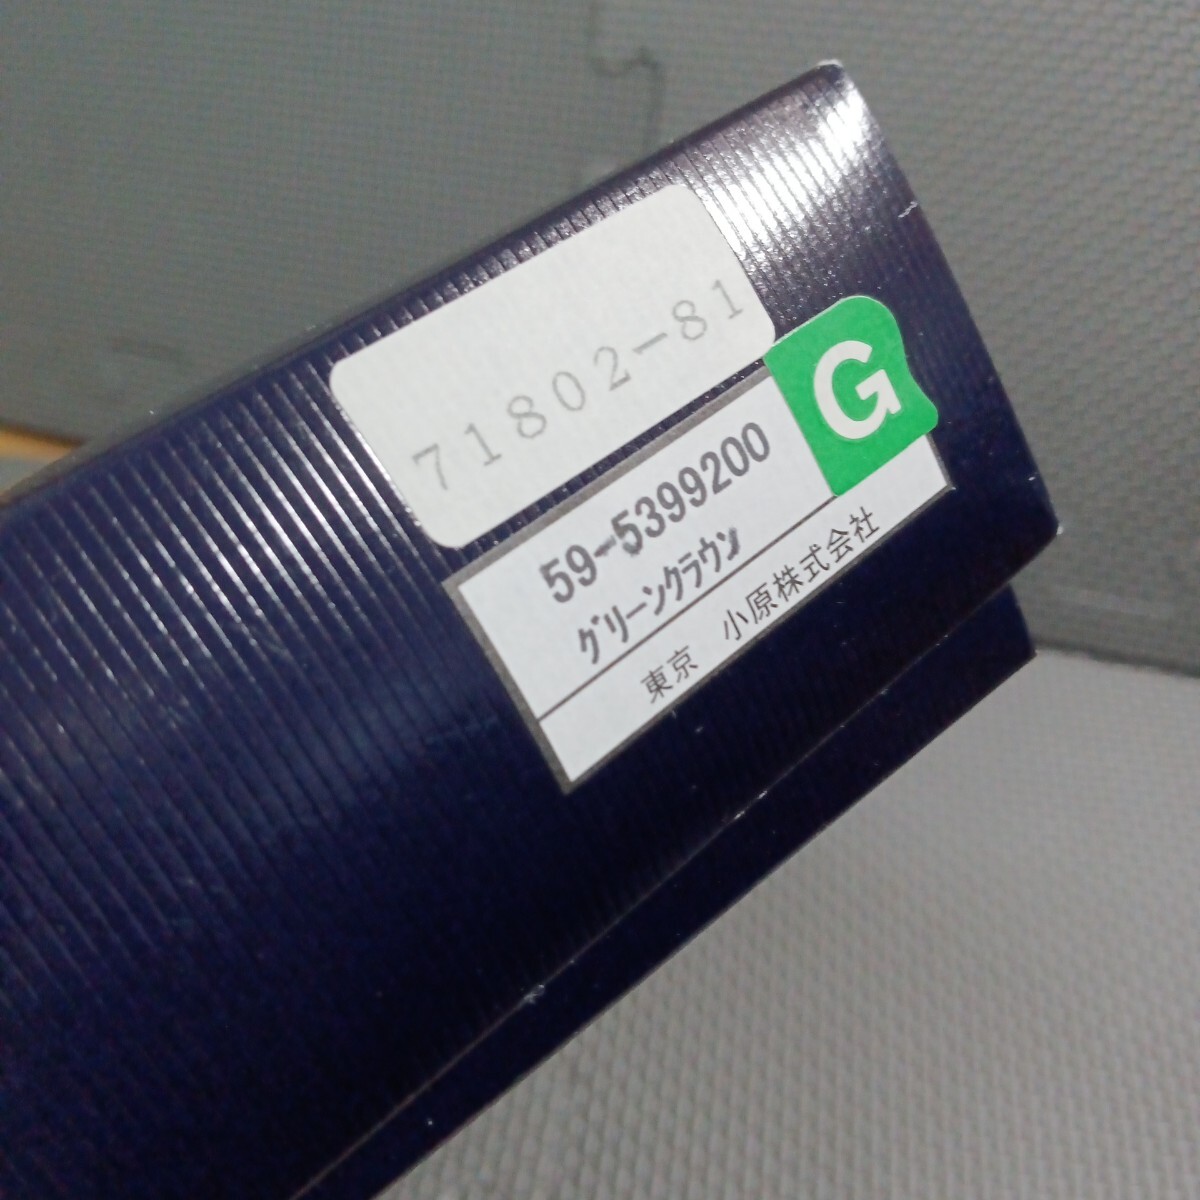 71802-81
G
59-5399200
グリーンクラウン
東京 小原株式会社